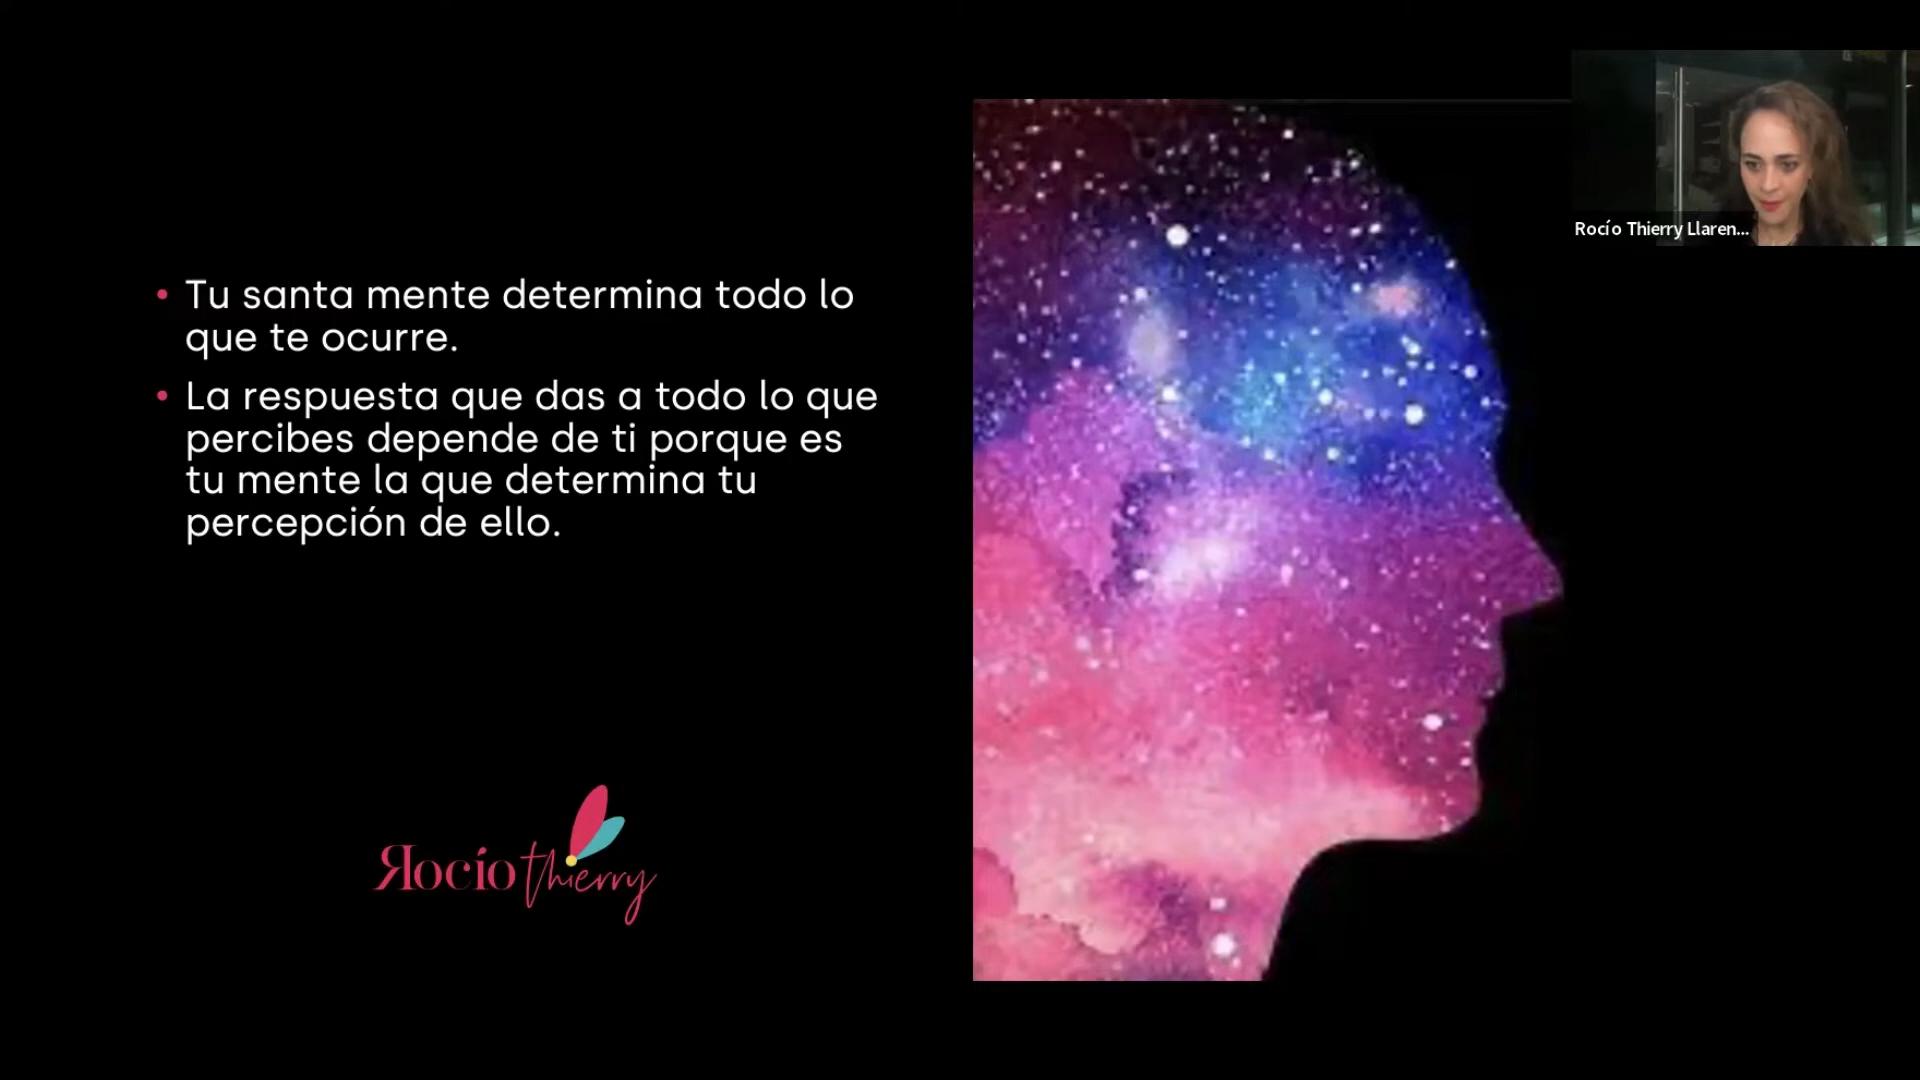 Rocío Thierry Llaren...
• Tu santa mente determina todo lo
que te ocurre.
• La respuesta que das a todo lo que
percibes depende de ti porque es
tu mente la que determina tu
percepción de ello.
Rocío thierry